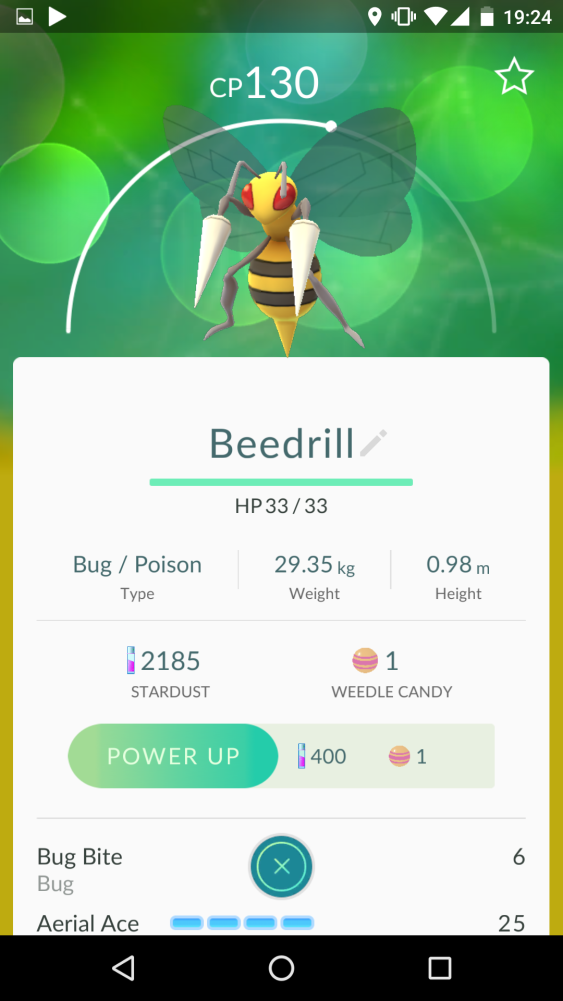 19:24
CP130
Beedrill
HP 33 / 33
Bug / Poison 29.35 kg 0.98 m
Type Weight Height
2185 1
STARDUST WEEDLE CANDY
POWER UP 400 1
Bug Bite 6
Bug
Aerial Ace 25